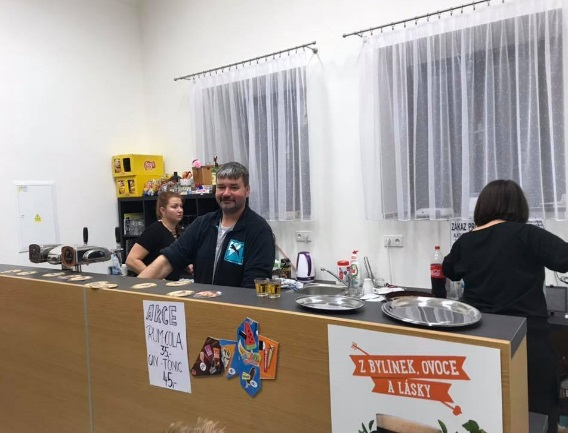 AKCE
RUM COLA
35,-
GIN-TONIC
45,-
Z BYLINEK, OVOCE
A LÁSKY
ZÁKAZ